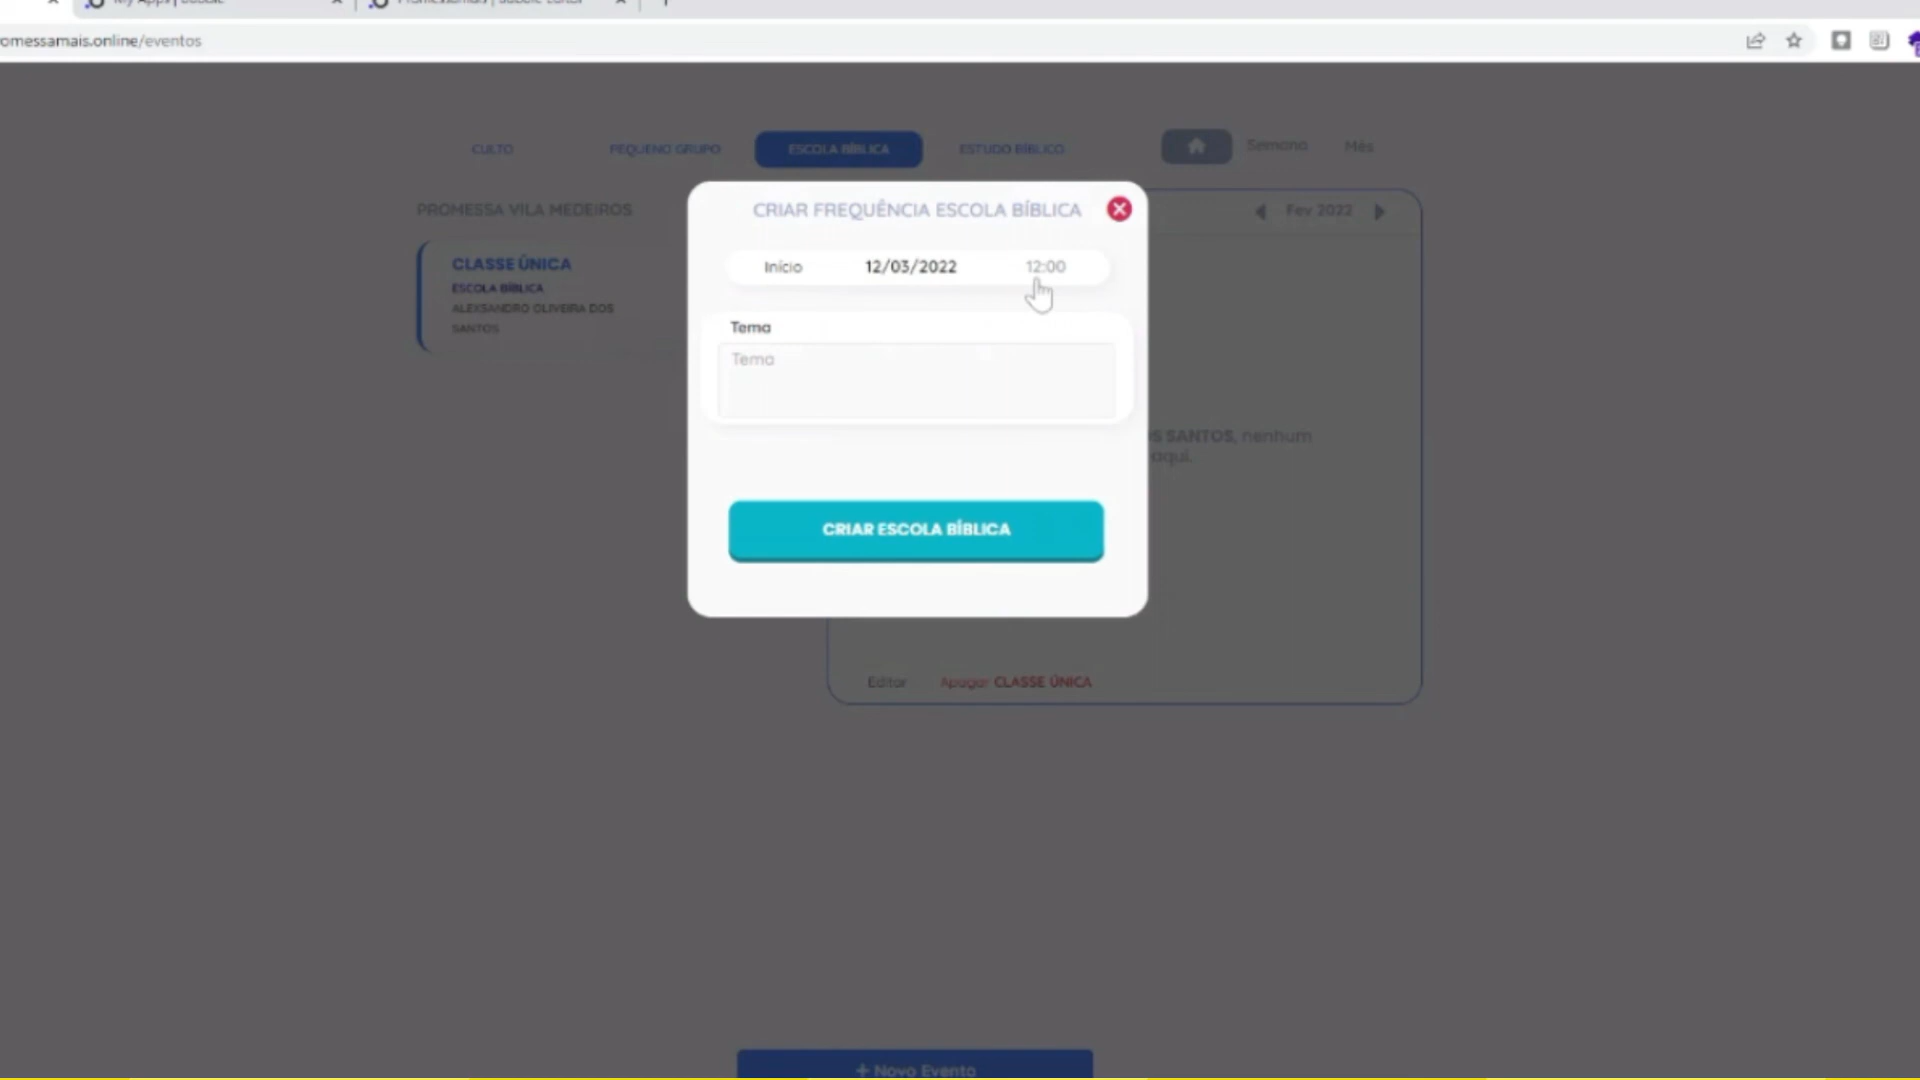 omessamais.online/eventos
CULTO
PEQUENO GRUPO
ESCOLA BÍBLICA
ESTUDO BÍBLICO
Semana
Mês
PROMESSA VILA MEDEIROS
CRIAR FREQUÊNCIA ESCOLA BÍBLICA
Fev 2022
CLASSE ÚNICA
ESCOLA BÍBLICA
ALEXSANDRO OLIVEIRA DOS
SANTOS
Início 12/03/2022 12:00
Tema
Tema
OS SANTOS, nenhum
aqui.
CRIAR ESCOLA BÍBLICA
Editar Apagar CLASSE ÚNICA
+ Novo Evento